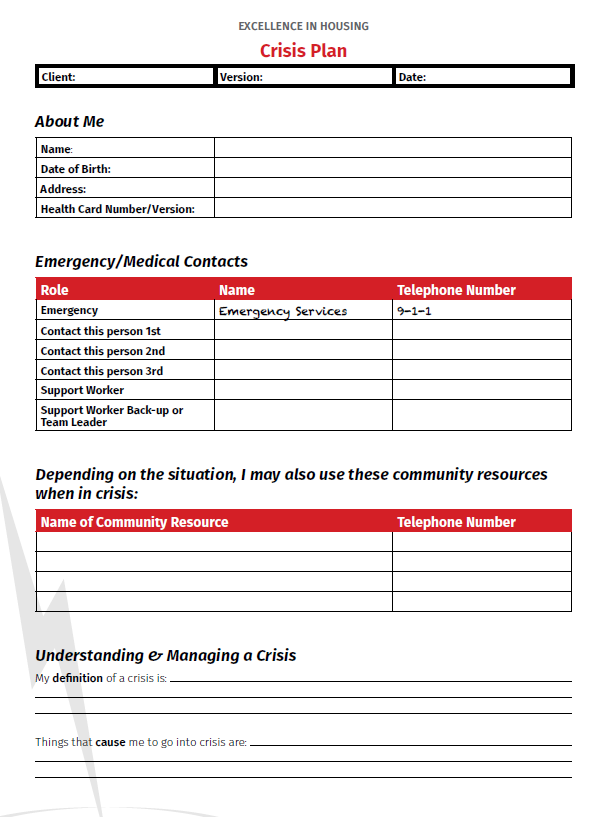 EXCELLENCE IN HOUSING
Crisis Plan
Client: Version: Date:
About Me
Name:
Date of Birth:
Address:
Health Card Number/Version:
Emergency/Medical Contacts
Role Name Telephone Number
Emergency Emergency Services 9-1-1
Contact this person 1st
Contact this person 2nd
Contact this person 3rd
Support Worker
Support Worker Back-up or
Team Leader
Depending on the situation, I may also use these community resources
when in crisis:
Name of Community Resource Telephone Number
Understanding & Managing a Crisis
My definition of a crisis is:
Things that cause me to go into crisis are: